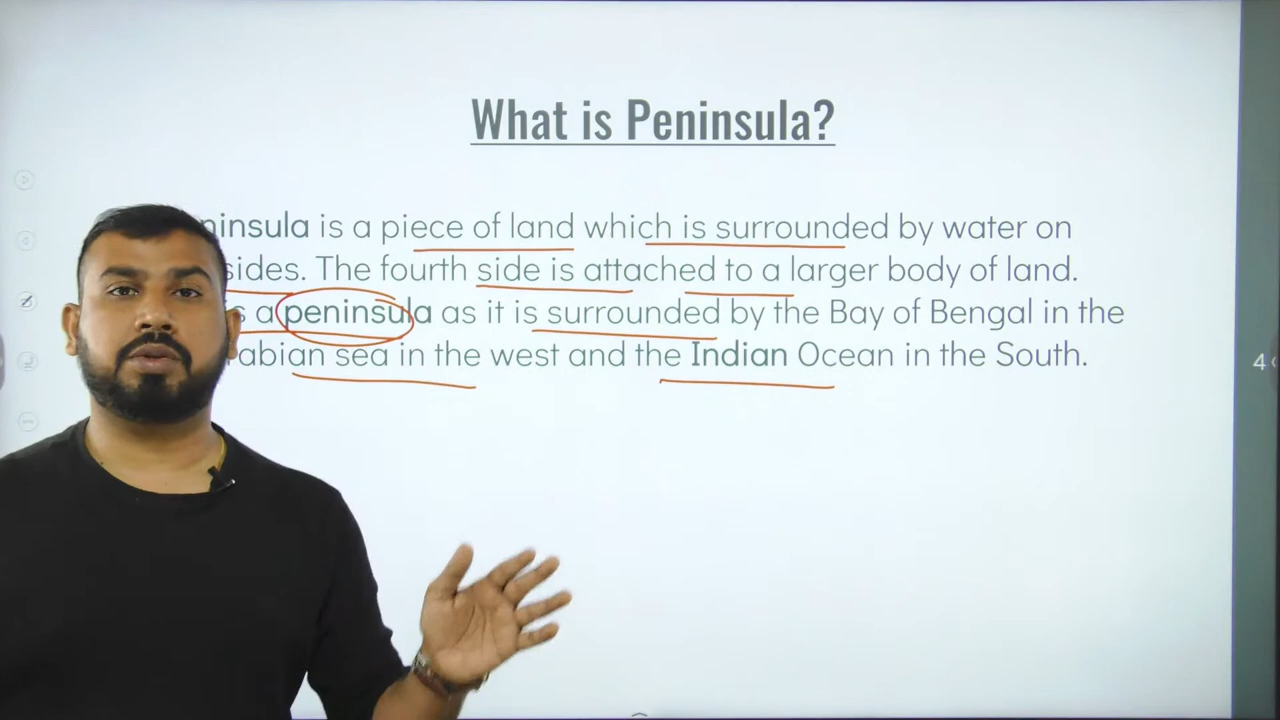 What is Peninsula?
ninsula is a piece of land which is surrounded by water on
sides. The fourth side is attached to a larger body of land.
s a peninsula as it is surrounded by the Bay of Bengal in the
abian sea in the west and the Indian Ocean in the South.
4